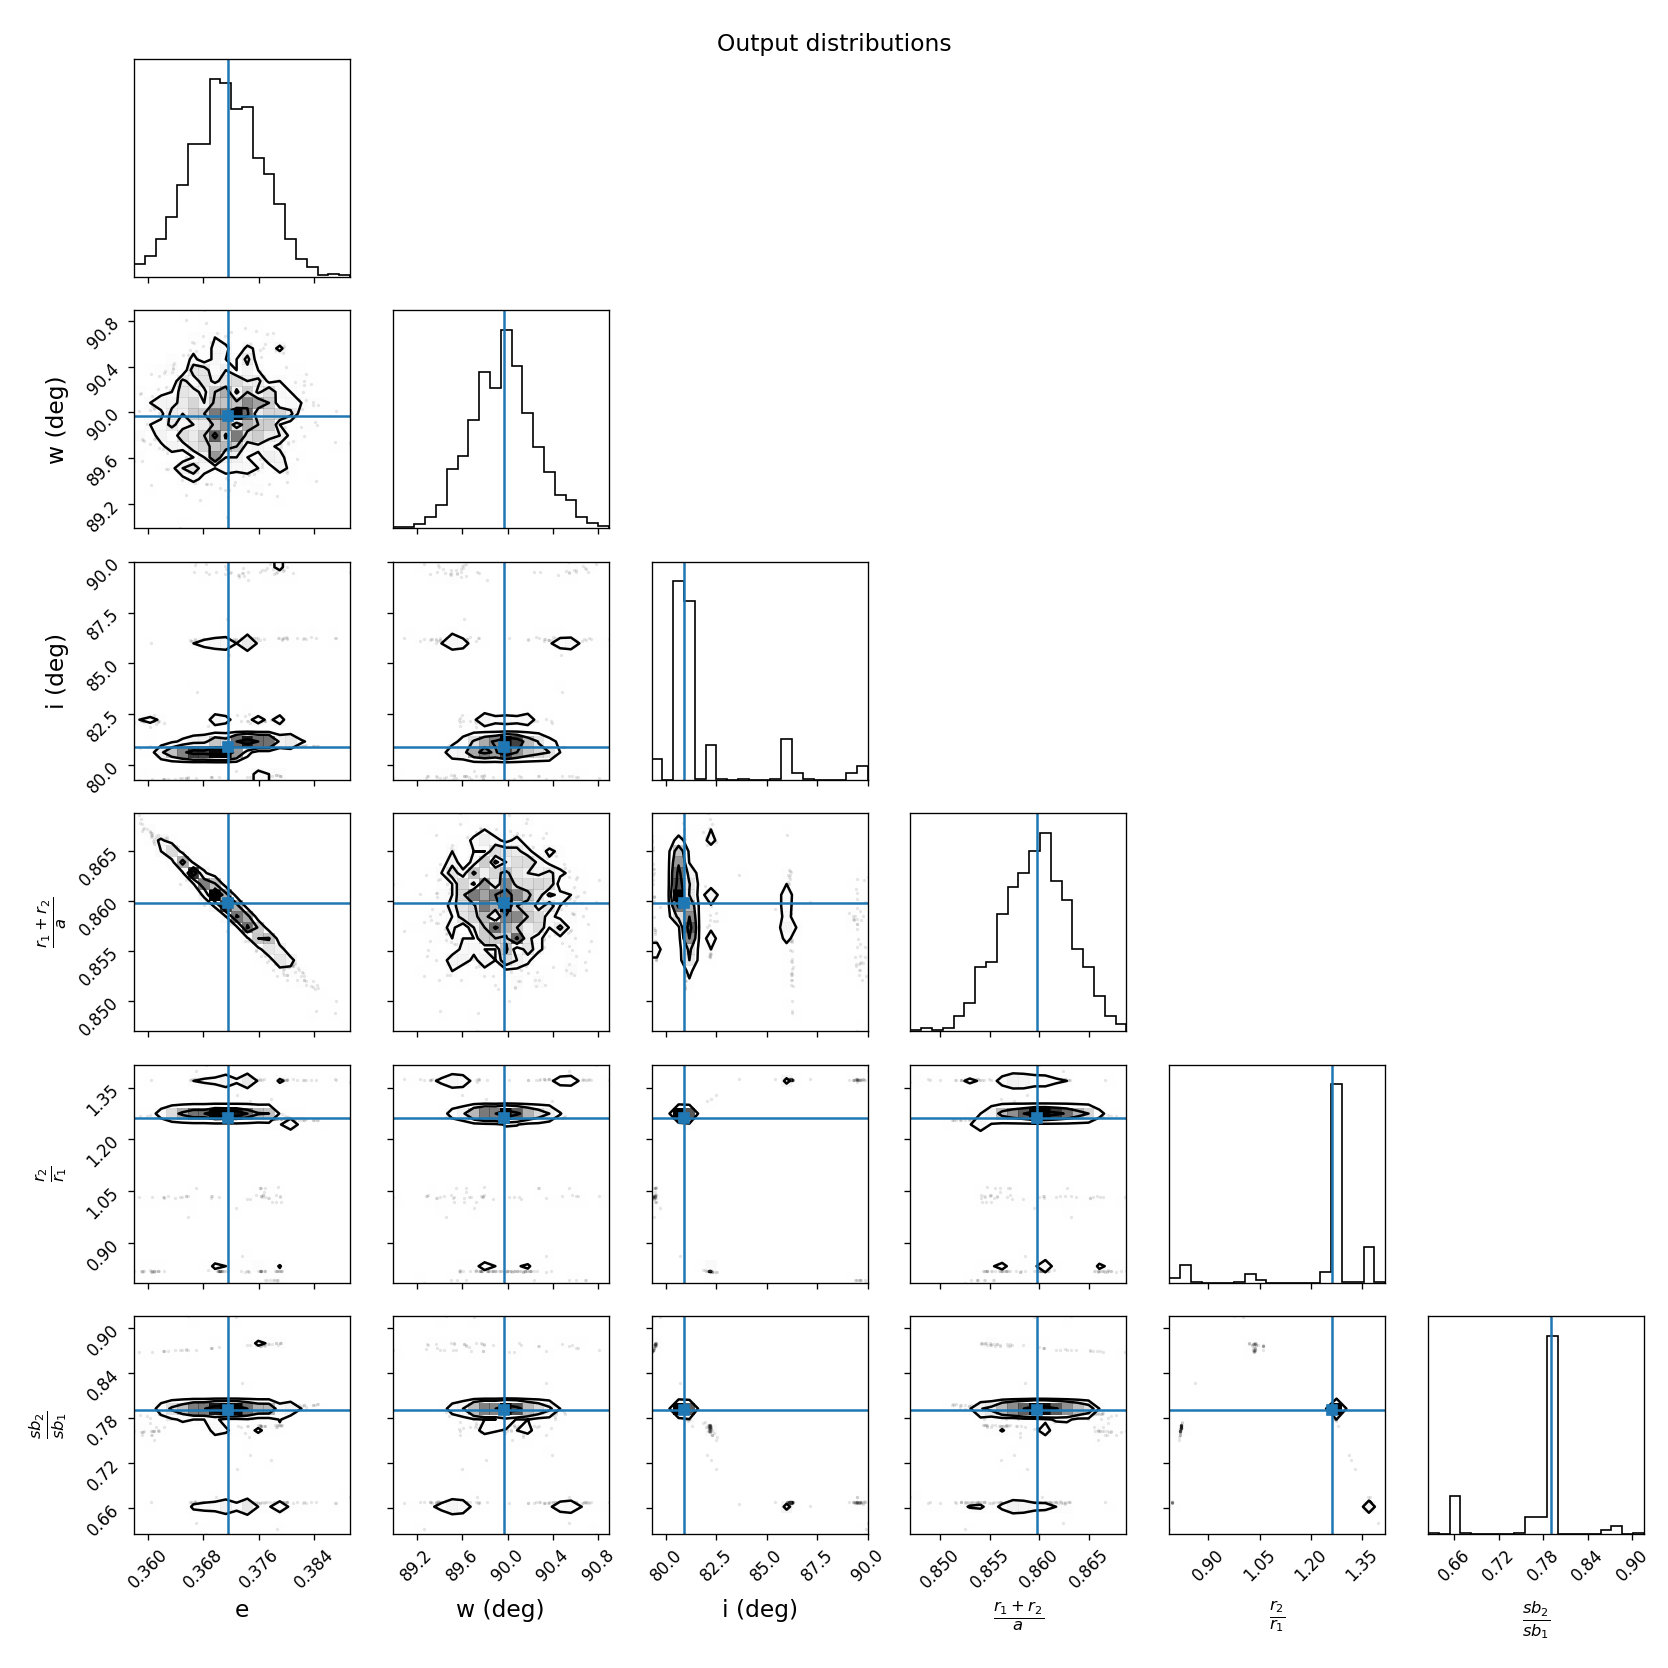 Output distributions
w (deg)
90.8
90.4
90.0
89.6
89.2
i (deg)
90.0
87.5
85.0
82.5
80.0
r₁ + r₂
a
0.865
0.860
0.855
0.850
r₂
r₁
1.35
1.20
1.05
0.90
sb₂
sb₁
0.90
0.84
0.78
0.72
0.66
0.360 0.368 0.376 0.384 89.2 89.6 90.0 90.4 90.8 80.0 82.5 85.0 87.5 90.0 0.850 0.855 0.860 0.865 0.90 1.05 1.20 1.35 0.66 0.72 0.78 0.84 0.90
e w (deg) i (deg)
r₁ + r₂
a
r₂
r₁
sb₂
sb₁